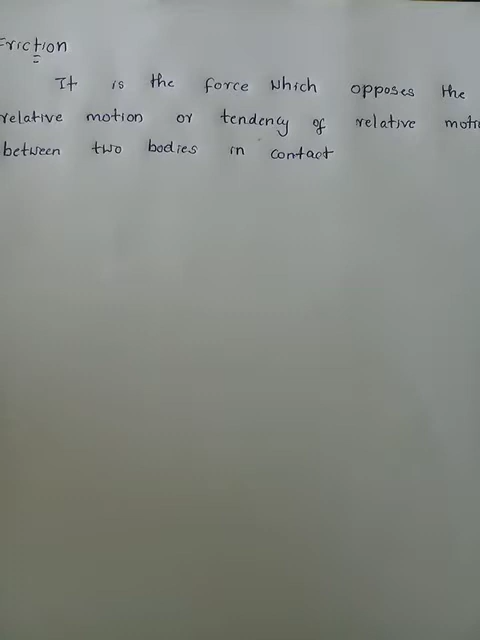 Friction
It is the force which opposes the
relative motion or tendency of relative motion
between two bodies in contact